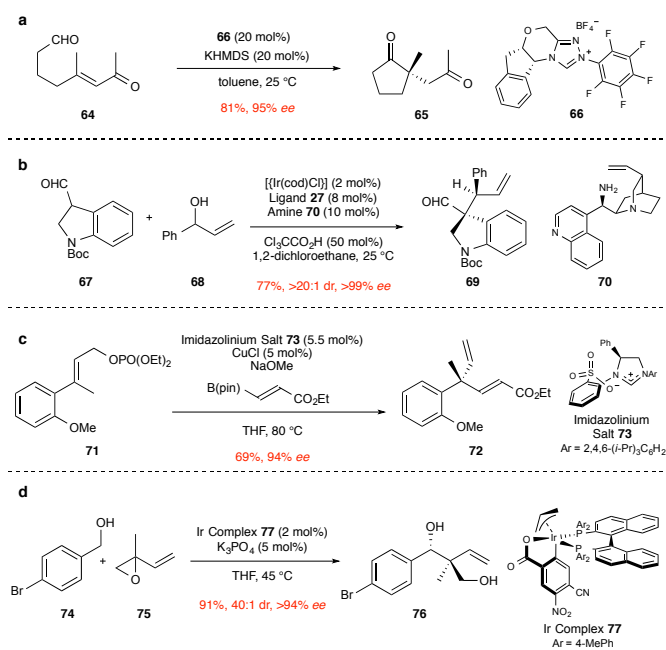 a
CHO
O
64
66 (20 mol%)
KHMDS (20 mol%)
toluene, 25 °C
81%, 95% ee
O
O
65
BF₄⁻
O
N
N
N
+
F
F
F
F
F
66
b
CHO
N
Boc
67
+
OH
Ph
68
[{Ir(cod)Cl}] (2 mol%)
Ligand 27 (8 mol%)
Amine 70 (10 mol%)
Cl₃CCO₂H (50 mol%)
1,2-dichloroethane, 25 °C
77%, >20:1 dr, >99% ee
Ph
H
OHC
N
Boc
69
N
NH₂
N
70
c
OPO(OEt)₂
Me
OMe
71
Imidazolinium Salt 73 (5.5 mol%)
CuCl (5 mol%)
NaOMe
B(pin)
CO₂Et
THF, 80 °C
69%, 94% ee
Me
CO₂Et
OMe
72
Ph
O
O
S
O⁻
N
+
NAr
Imidazolinium
Salt 73
Ar = 2,4,6-(i-Pr)₃C₆H₂
d
OH
Br
74
+
Me
O
75
Ir Complex 77 (2 mol%)
K₃PO₄ (5 mol%)
THF, 45 °C
91%, 40:1 dr, >94% ee
OH
Br
Me
OH
76
O
O
Ir
Ar₂
P
P
Ar₂
CN
NO₂
Ir Complex 77
Ar = 4-MePh